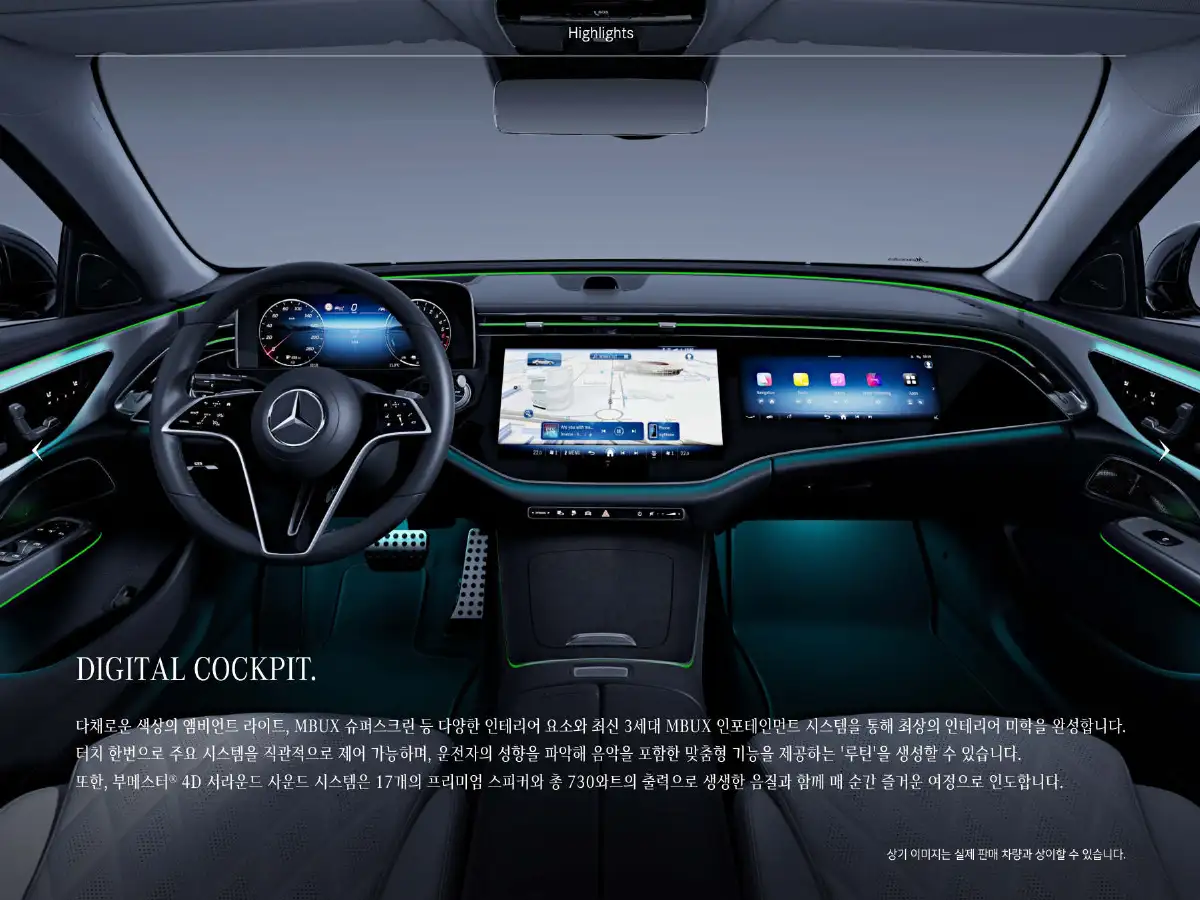 Highlights
DIGITAL COCKPIT.
다채로운 색상의 앰비언트 라이트, MBUX 슈퍼스크린 등 다양한 인테리어 요소와 최신 3세대 MBUX 인포테인먼트 시스템을 통해 최상의 인테리어 미학을 완성합니다.
터치 한번으로 주요 시스템을 직관적으로 제어 가능하며, 운전자의 성향을 파악해 음악을 포함한 맞춤형 기능을 제공하는 '루틴'을 생성할 수 있습니다.
또한, 부메스터® 4D 서라운드 사운드 시스템은 17개의 프리미엄 스피커와 총 730와트의 출력으로 생생한 음질과 함께 매 순간 즐거운 여정으로 인도합니다.
상기 이미지는 실제 판매 차량과 상이할 수 있습니다.